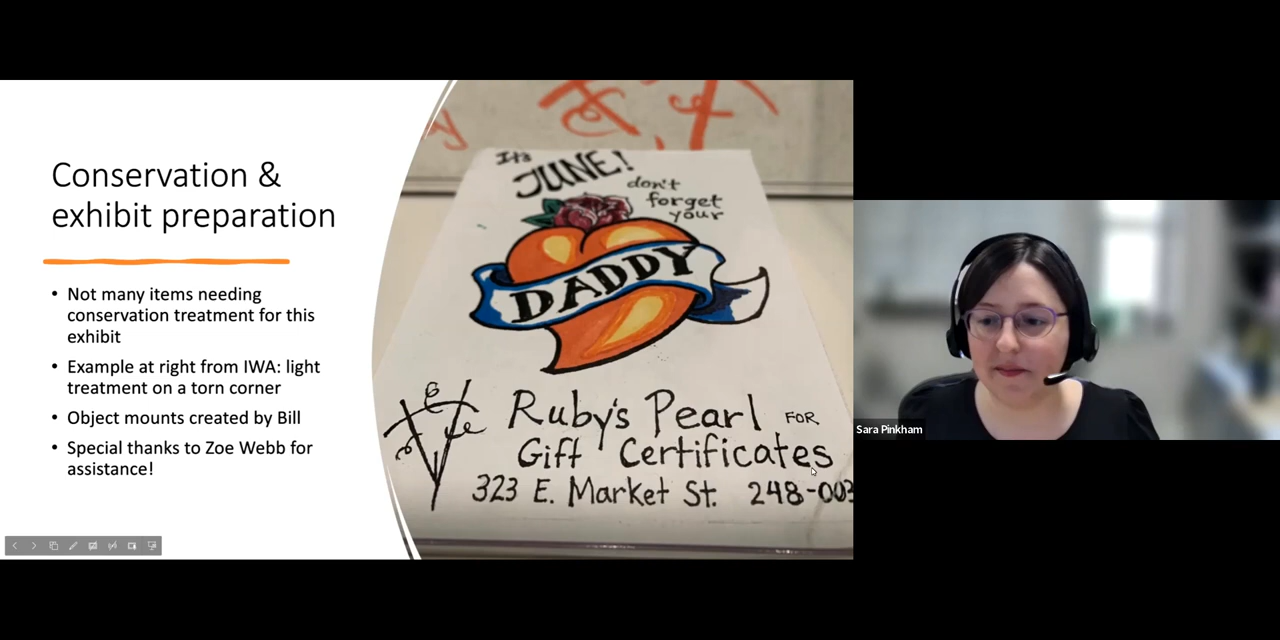 Conservation &
exhibit preparation
• Not many items needing
conservation treatment for this
exhibit
• Example at right from IWA: light
treatment on a torn corner
• Object mounts created by Bill
• Special thanks to Zoe Webb for
assistance!
It's
JUNE!
don't
forget
your
DADDY
Ruby's Pearl FOR
Gift Certificates
323 E. Market St. 248-003
Sara Pinkham